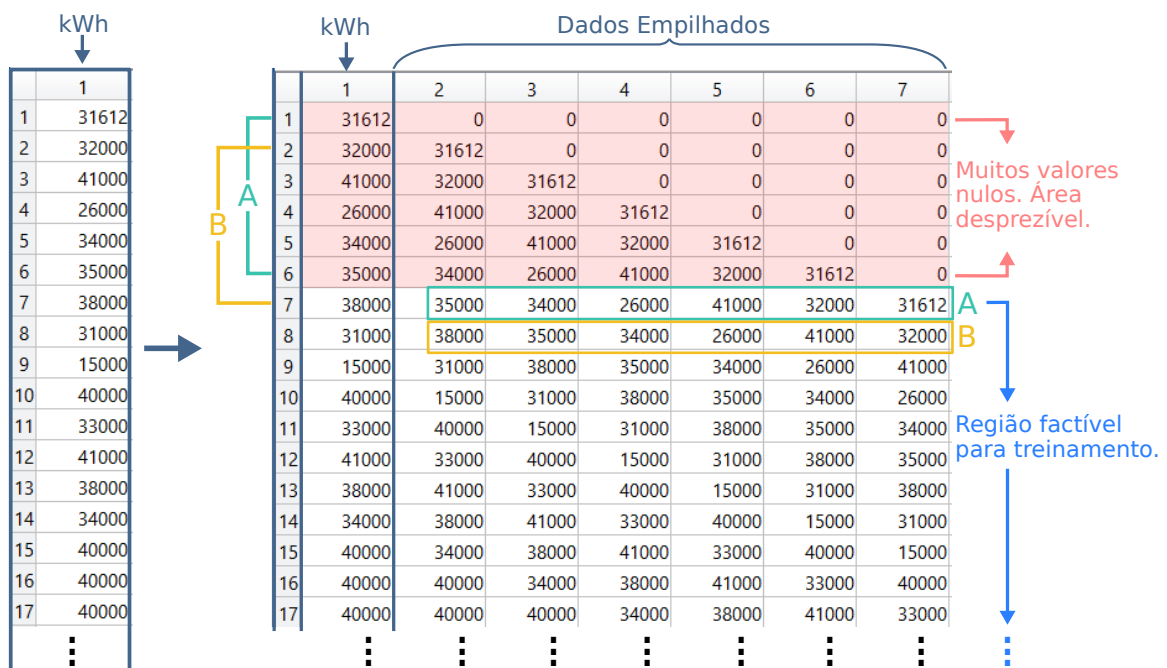 kWh
kWh
Dados Empilhados
1
1 31612
2 32000
3 41000
4 26000
5 34000
6 35000
7 38000
8 31000
9 15000
10 40000
11 33000
12 41000
13 38000
14 34000
15 40000
16 40000
17 40000
A
B
1 2 3 4 5 6 7
1 31612 0 0 0 0 0 0
2 32000 31612 0 0 0 0 0
3 41000 32000 31612 0 0 0 0
4 26000 41000 32000 31612 0 0 0
5 34000 26000 41000 32000 31612 0 0
6 35000 34000 26000 41000 32000 31612 0
7 38000 35000 34000 26000 41000 32000 31612
8 31000 38000 35000 34000 26000 41000 32000
9 15000 31000 38000 35000 34000 26000 41000
10 40000 15000 31000 38000 35000 34000 26000
11 33000 40000 15000 31000 38000 35000 34000
12 41000 33000 40000 15000 31000 38000 35000
13 38000 41000 33000 40000 15000 31000 38000
14 34000 38000 41000 33000 40000 15000 31000
15 40000 34000 38000 41000 33000 40000 15000
16 40000 40000 34000 38000 41000 33000 40000
17 40000 40000 40000 34000 38000 41000 33000
Muitos valores
nulos. Área
desprezível.
A
B
Região factível
para treinamento.